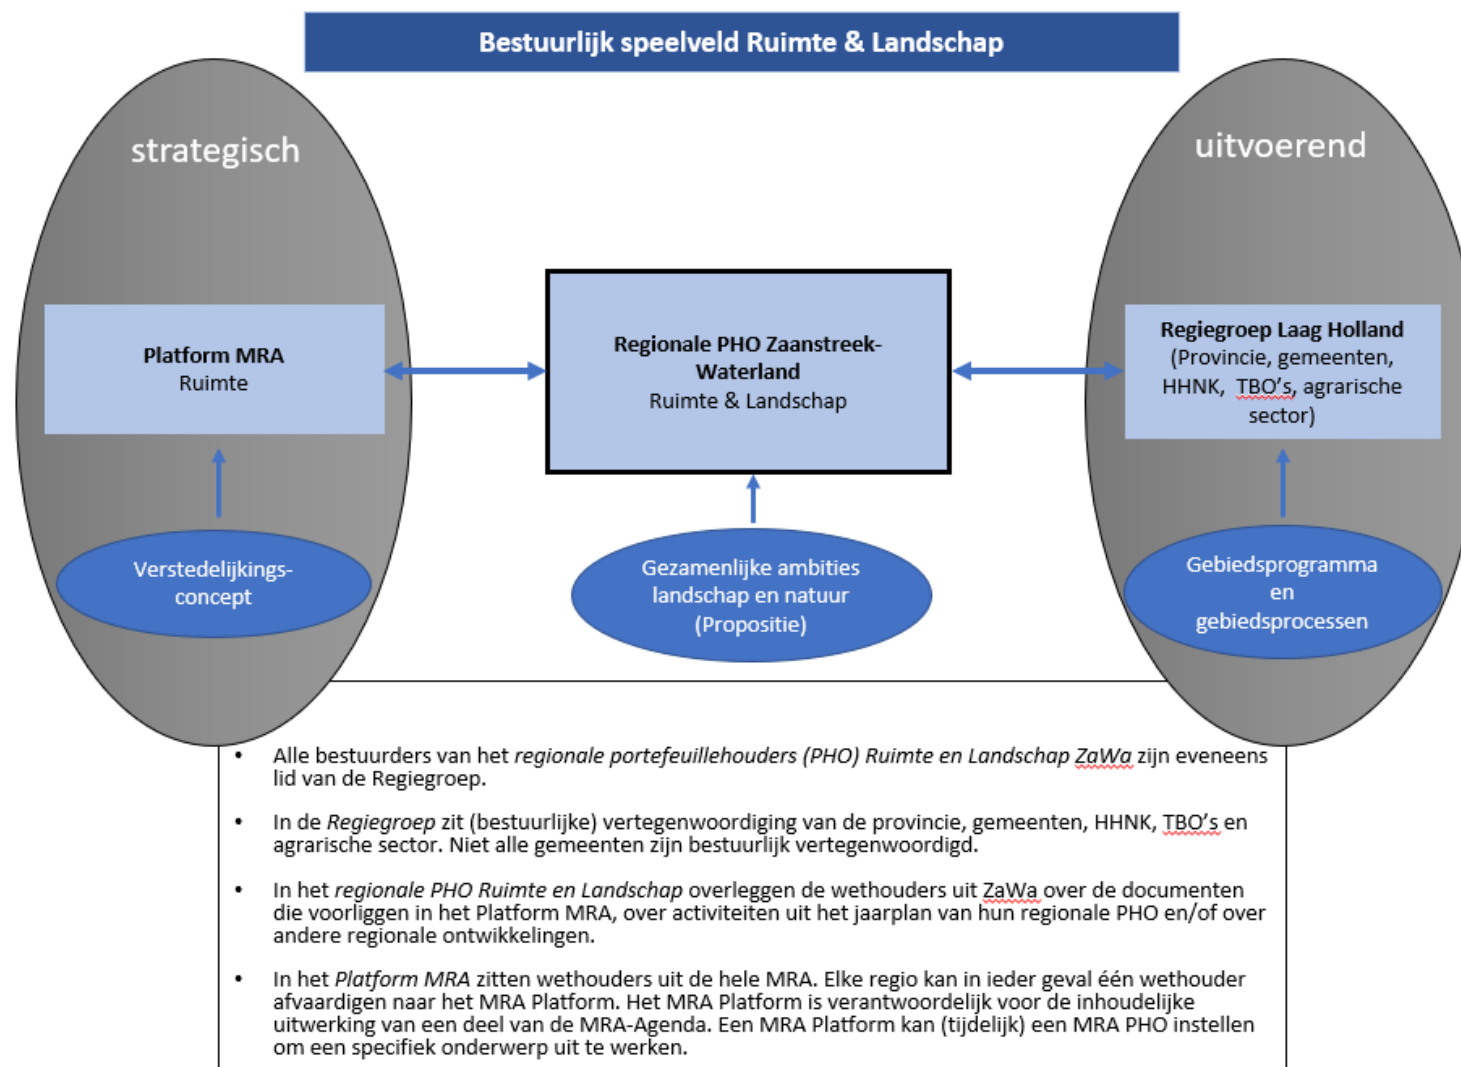 Bestuurlijk speelveld Ruimte & Landschap
strategisch
uitvoerend
Platform MRA
Ruimte
Regionale PHO Zaanstreek-
Waterland
Ruimte & Landschap
Regiegroep Laag Holland
(Provincie, gemeenten,
HHNK, TBO's, agrarische
sector)
Verstedelijkings-
concept
Gezamenlijke ambities
landschap en natuur
(Propositie)
Gebiedsprogramma
en
gebiedsprocessen
• Alle bestuurders van het regionale portefeuillehouders (PHO) Ruimte en Landschap ZaWa zijn eveneens
lid van de Regiegroep.
• In de Regiegroep zit (bestuurlijke) vertegenwoordiging van de provincie, gemeenten, HHNK, TBO's en
agrarische sector. Niet alle gemeenten zijn bestuurlijk vertegenwoordigd.
• In het regionale PHO Ruimte en Landschap overleggen de wethouders uit ZaWa over de documenten
die voorliggen in het Platform MRA, over activiteiten uit het jaarplan van hun regionale PHO en/of over
andere regionale ontwikkelingen.
• In het Platform MRA zitten wethouders uit de hele MRA. Elke regio kan in ieder geval één wethouder
afvaardigen naar het MRA Platform. Het MRA Platform is verantwoordelijk voor de inhoudelijke
uitwerking van een deel van de MRA-Agenda. Een MRA Platform kan (tijdelijk) een MRA PHO instellen
om een specifiek onderwerp uit te werken.